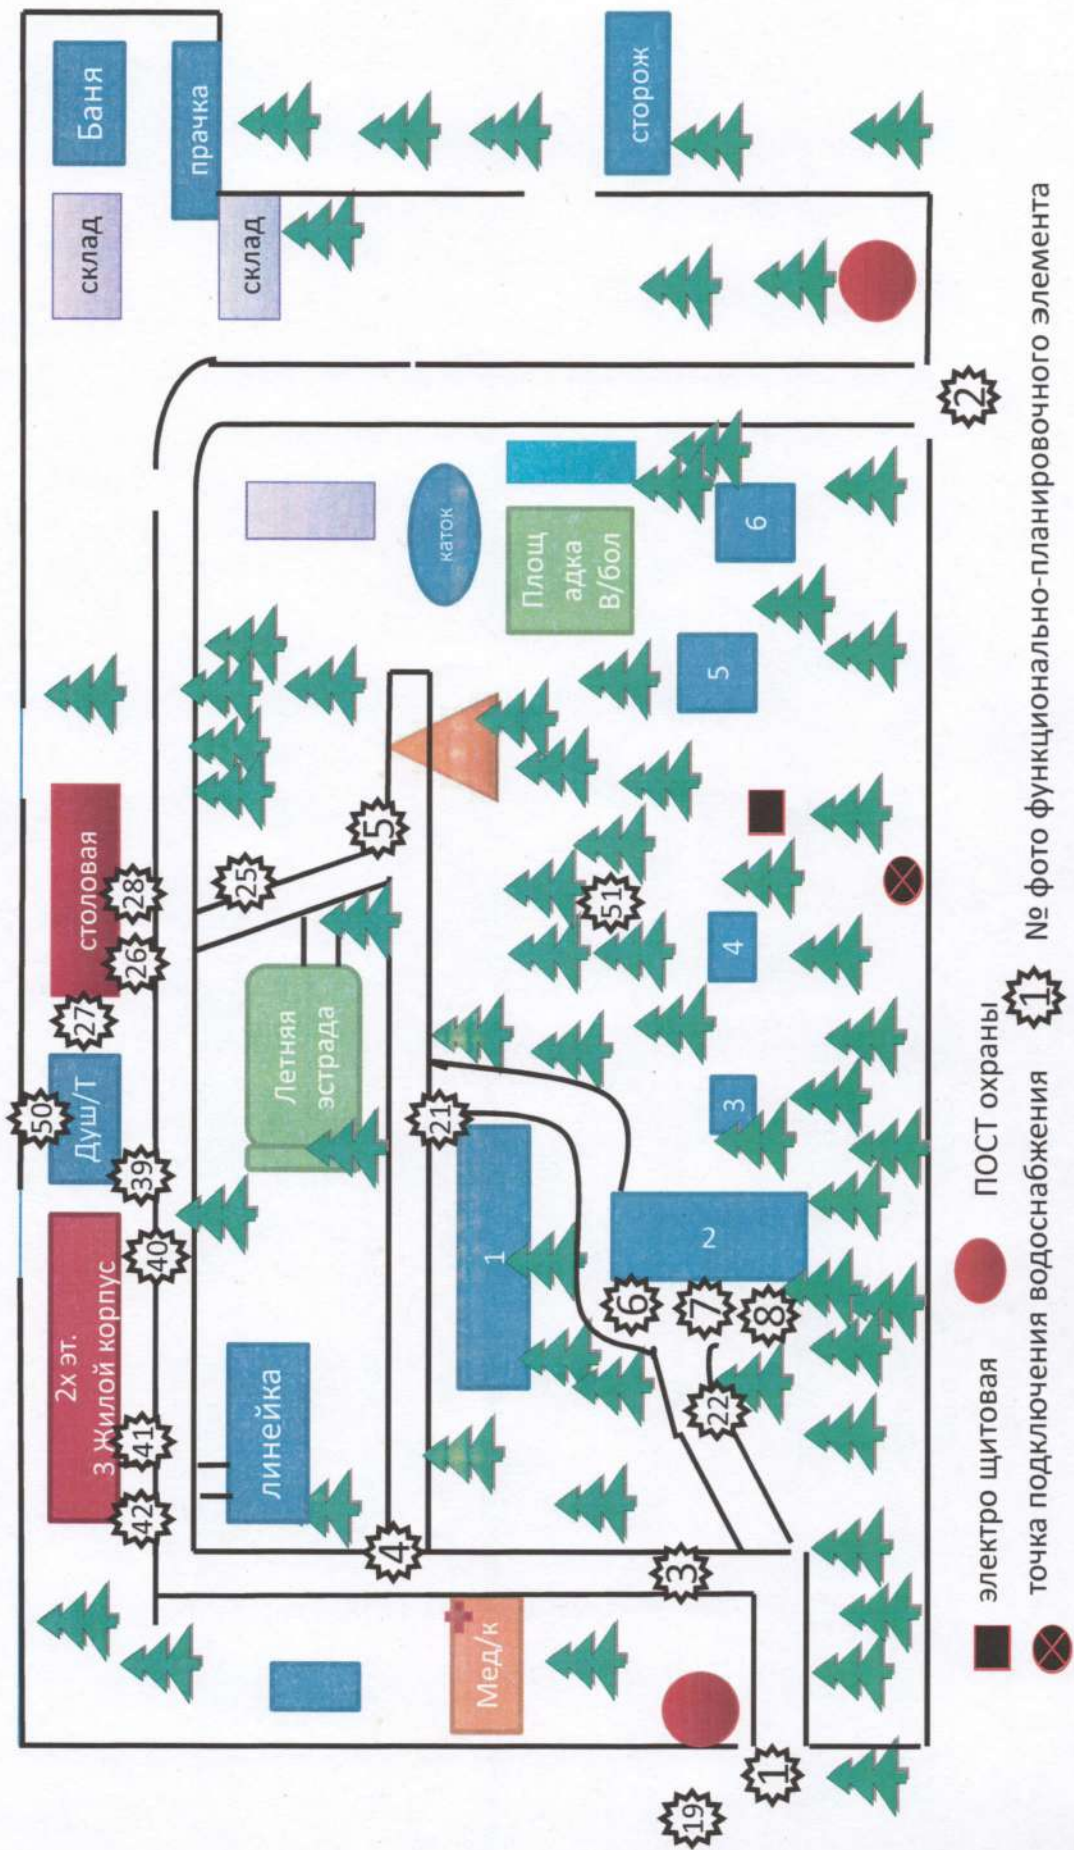 50
2х эт.
3 Жилой корпус
Душ/Т
27
столовая
склад
Баня
42
41
40
39
26
28
прачка
склад
25
линейка
Летняя
эстрада
5
4
21
каток
Мед/к
1
Площ
адка
В/бол
51
сторож
3
19
6
7
8
22
2
3
4
5
6
1
2
электро щитовая
ПОСТ охраны
точка подключения водоснабжения
1 № фото функционально-планировочного элемента